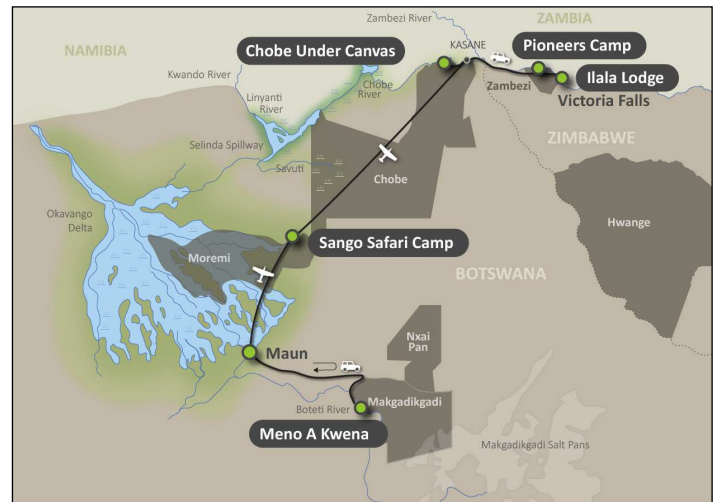 Zambezi River
ZAMBIA
NAMIBIA
Chobe Under Canvas
KASANE
Pioneers Camp
Kwando River
Chobe
River
Zambezi
Ilala Lodge
Linyanti
River
Victoria Falls
Selinda Spillway
ZIMBABWE
Savuti
Chobe
Okavango
Delta
Hwange
Sango Safari Camp
Moremi
BOTSWANA
Nxai
Pan
Maun
Makgadikgadi
Boteti River
Meno A Kwena
Makgadikgadi Salt Pans